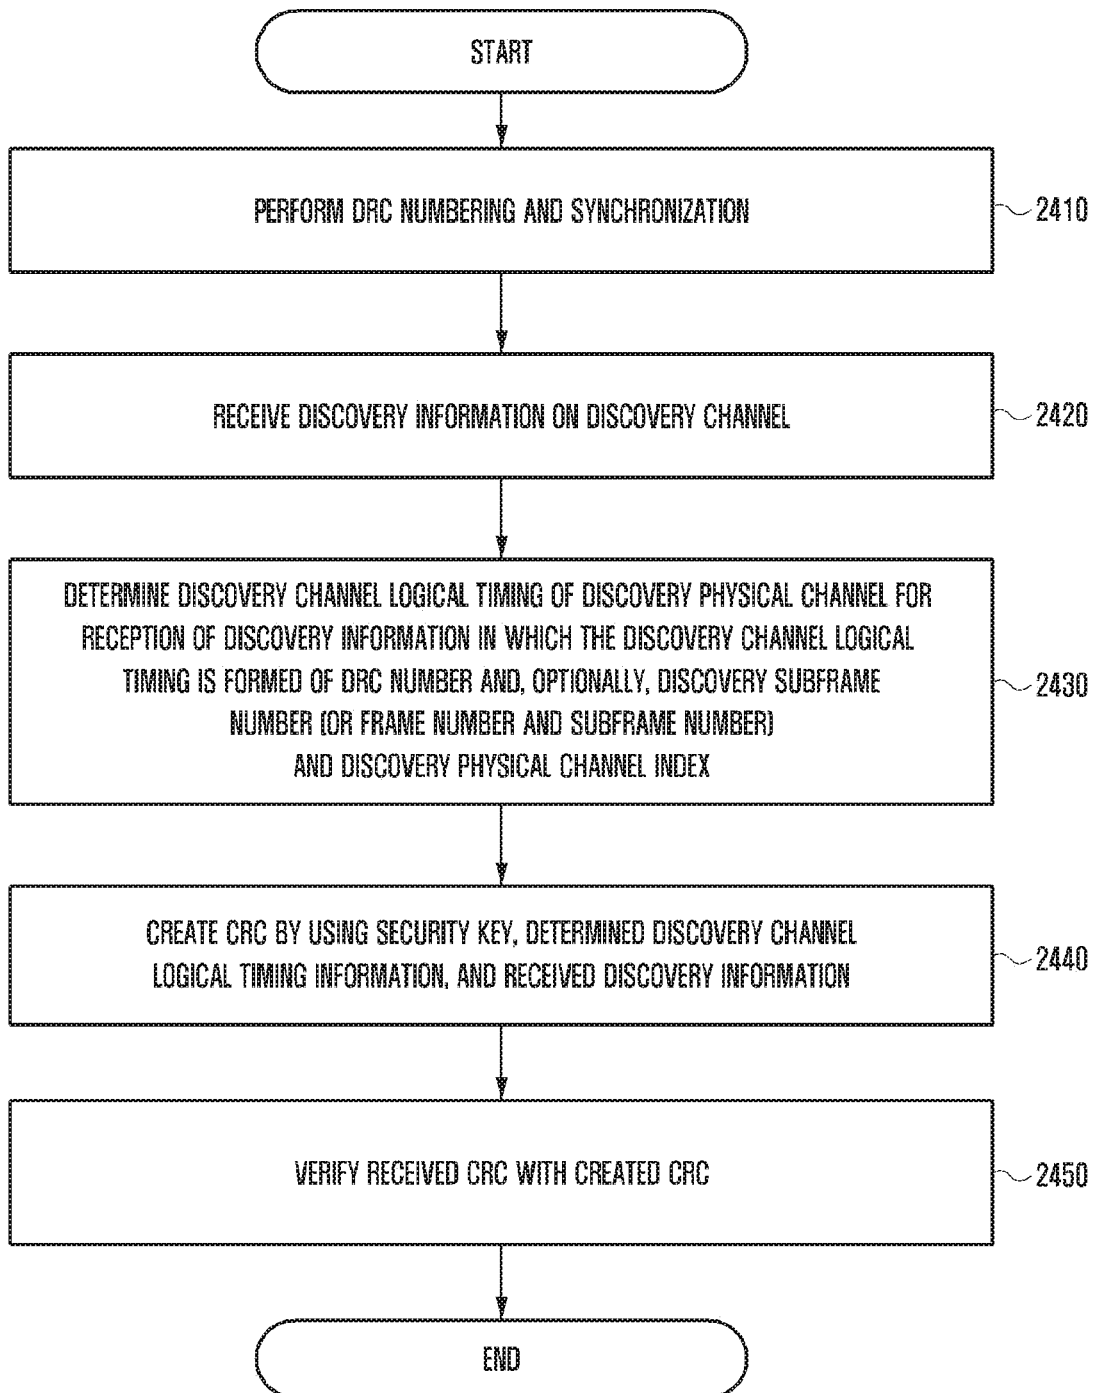 START
PERFORM DRC NUMBERING AND SYNCHRONIZATION
2410
RECEIVE DISCOVERY INFORMATION ON DISCOVERY CHANNEL
2420
DETERMINE DISCOVERY CHANNEL LOGICAL TIMING OF DISCOVERY PHYSICAL CHANNEL FOR
RECEPTION OF DISCOVERY INFORMATION IN WHICH THE DISCOVERY CHANNEL LOGICAL
TIMING IS FORMED OF DRC NUMBER AND, OPTIONALLY, DISCOVERY SUBFRAME
NUMBER (OR FRAME NUMBER AND SUBFRAME NUMBER)
AND DISCOVERY PHYSICAL CHANNEL INDEX
2430
CREATE CRC BY USING SECURITY KEY, DETERMINED DISCOVERY CHANNEL
LOGICAL TIMING INFORMATION, AND RECEIVED DISCOVERY INFORMATION
2440
VERIFY RECEIVED CRC WITH CREATED CRC
2450
END